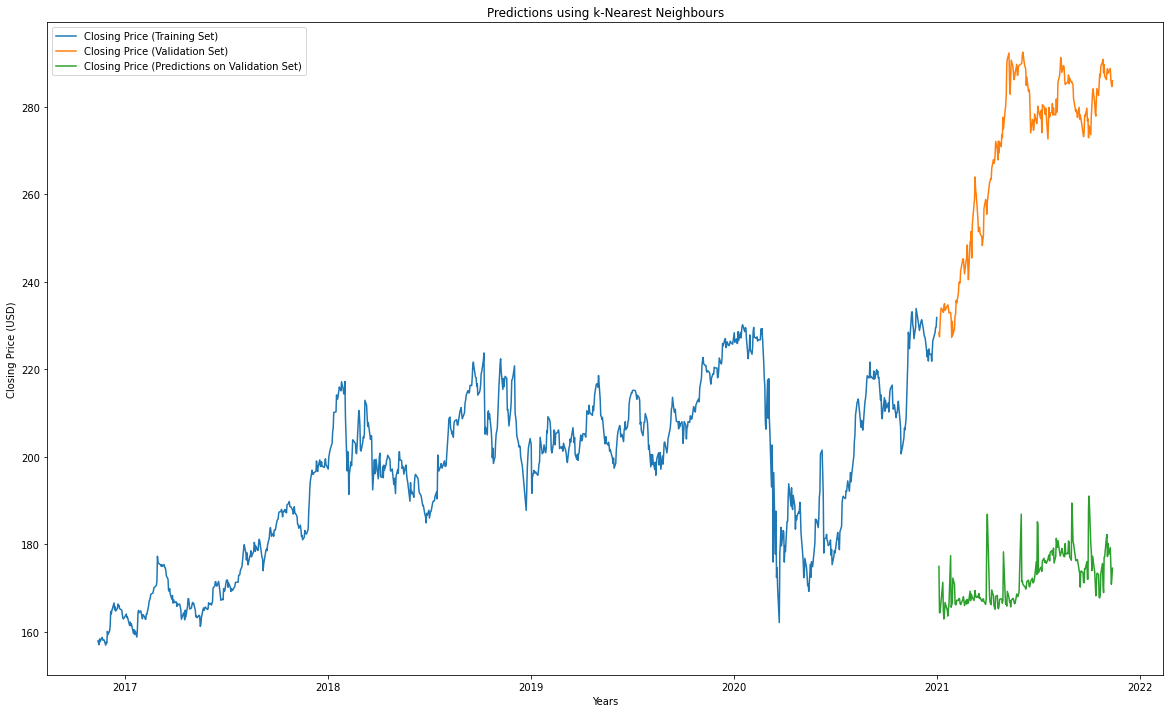 Predictions using k-Nearest Neighbours
Closing Price (Training Set)
Closing Price (Validation Set)
Closing Price (Predictions on Validation Set)
280
260
240
220
200
180
160
Closing Price (USD)
2017 2018 2019 2020 2021 2022
Years